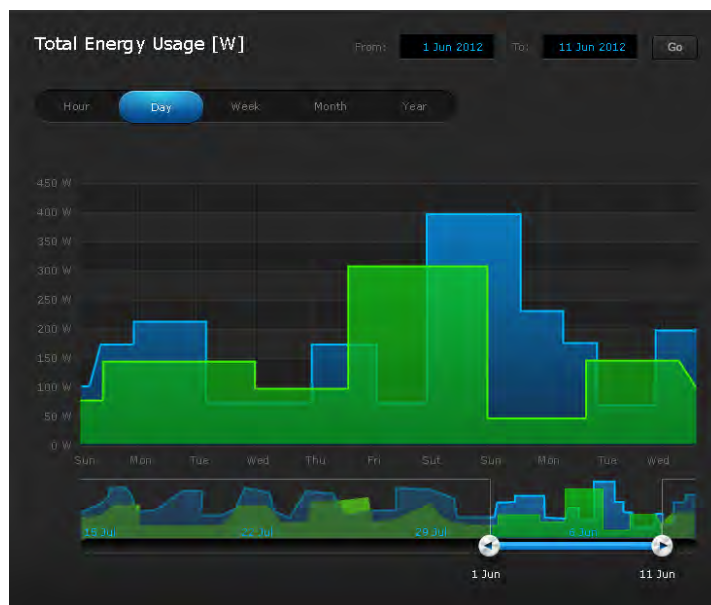 Total Energy Usage [W]
From: 1 Jun 2012 To: 11 Jun 2012 Go
Hour Day Week Month Year
450 W
400 W
350 W
300 W
250 W
200 W
150 W
100 W
50 W
0 W
Sun Mon Tue Wed Thu Fri Sut Sun Mon Tue Wed
15 Jul 22 Jul 29 Jul 6 Jun
1 Jun 11 Jun